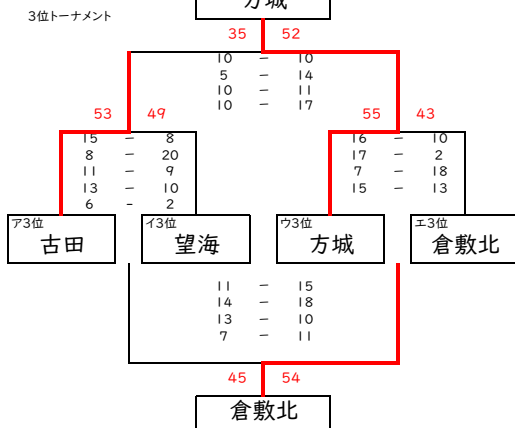 方城
3位トーナメント
35 52
10 － 10
5 － 14
10 － 11
10 － 17
53 49
55 43
15 － 8
8 － 20
11 － 9
13 － 10
6 - 2
16 － 10
17 － 2
7 － 18
15 － 13
ア3位
古田
イ3位
望海
ウ3位
方城
エ3位
倉敷北
11 － 15
14 － 18
13 － 10
7 － 11
45 54
倉敷北